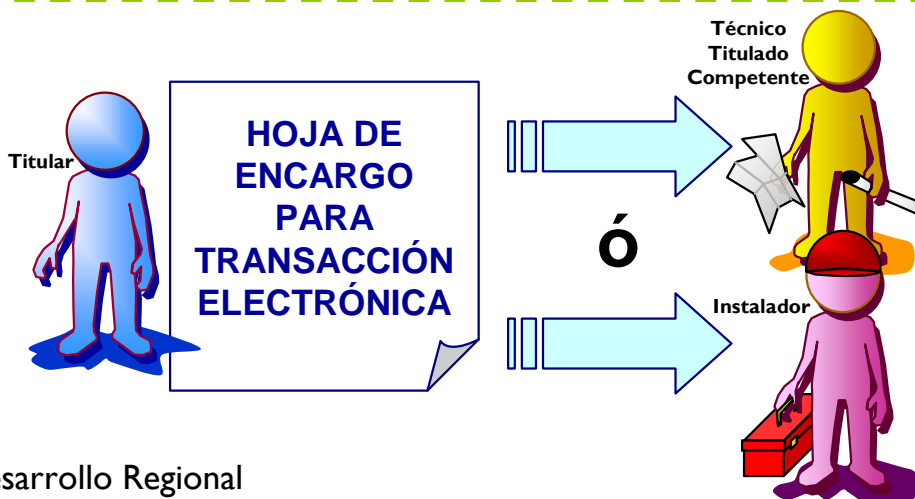 Técnico
Titulado
Competente
Titular
HOJA DE
ENCARGO
PARA
TRANSACCIÓN
ELECTRÓNICA
Ó
Instalador
sarrollo Regional